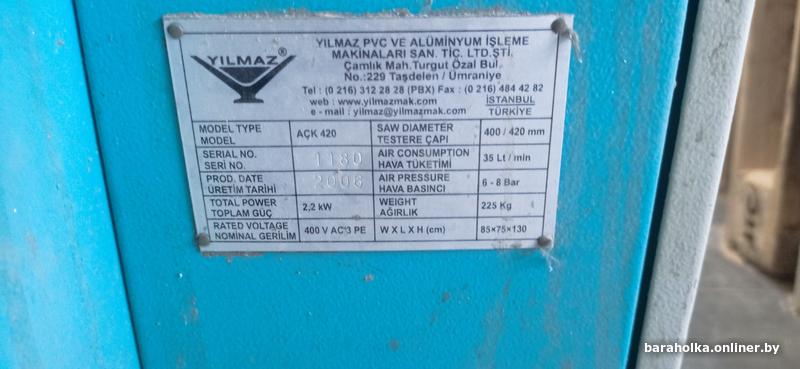 YILMAZ ®
YILMAZ PVC VE ALÜMİNYUM İŞLEME
MAKİNALARI SAN. TİC. LTD.ŞTİ.
Çamlık Mah.Turgut Özal Bul.
No.:229 Taşdelen / Ümraniye
Tel : (0 216) 312 28 28 (PBX) Fax : (0 216) 484 42 82
web : www.yilmazmak.com
e - mail : yilmaz@yilmazmak.com
İSTANBUL
TÜRKİYE
MODEL TYPE
MODEL
AÇK 420
SAW DIAMETER
TESTERE ÇAPI
400 / 420 mm
SERIAL NO.
SERİ NO.
1180
AIR CONSUMPTION
HAVA TÜKETİMİ
35 Lt / min
PROD. DATE
ÜRETİM TARİHİ
2006
AIR PRESSURE
HAVA BASINCI
6 - 8 Bar
TOTAL POWER
TOPLAM GÜÇ
2,2 kW
WEIGHT
AĞIRLIK
225 Kg
RATED VOLTAGE
NOMİNAL GERİLİM
400 V AC 3 PE
W X L X H (cm)
85×75×130
baraholka.onliner.by